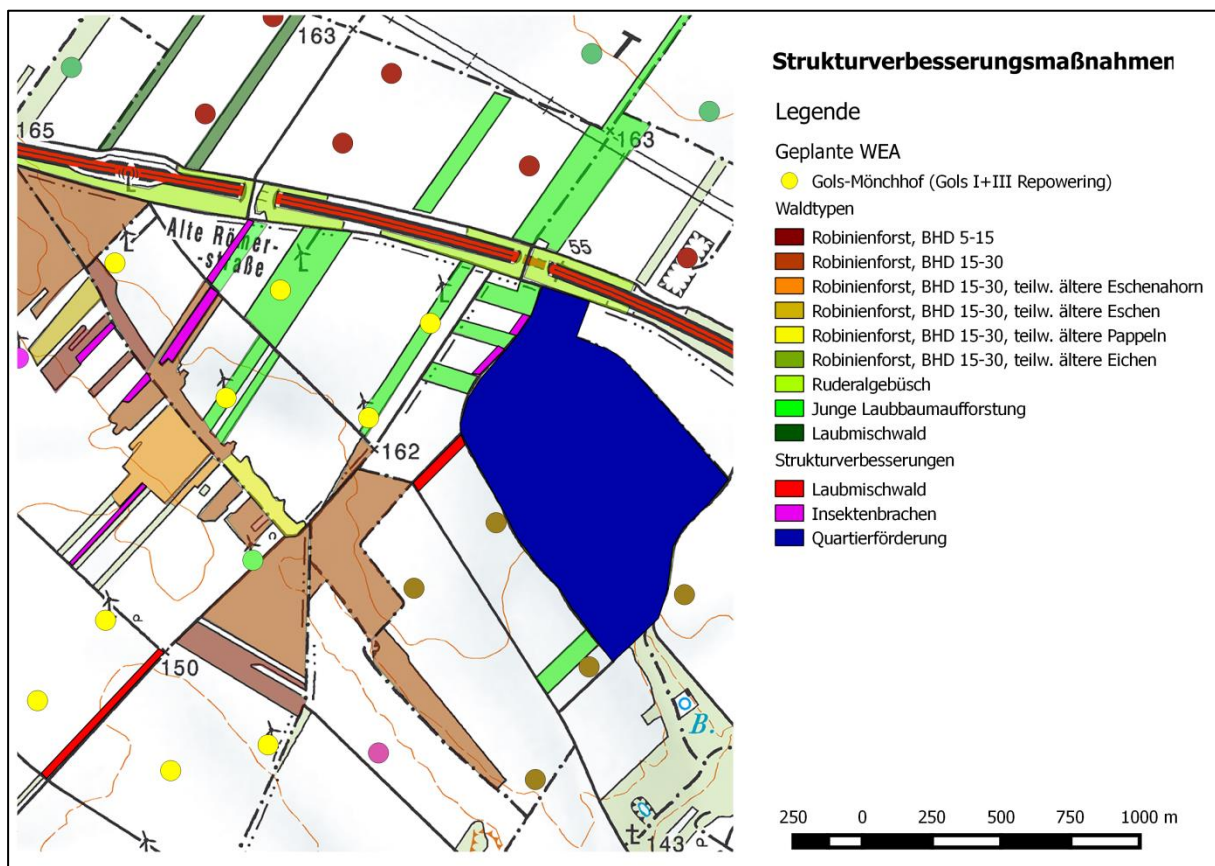 163
165
163
Alte Römer-
-straße
55
162
150
B.
143
P
P
P
Strukturverbesserungsmaßnahmen
Legende
Geplante WEA
Gols-Mönchhof (Gols I+III Repowering)
Waldtypen
Robinienforst, BHD 5-15
Robinienforst, BHD 15-30
Robinienforst, BHD 15-30, teilw. ältere Eschenahorn
Robinienforst, BHD 15-30, teilw. ältere Eschen
Robinienforst, BHD 15-30, teilw. ältere Pappeln
Robinienforst, BHD 15-30, teilw. ältere Eichen
Ruderalgebüsch
Junge Laubbaumaufforstung
Laubmischwald
Strukturverbesserungen
Laubmischwald
Insektenbrachen
Quartierförderung
250 0 250 500 750 1000 m